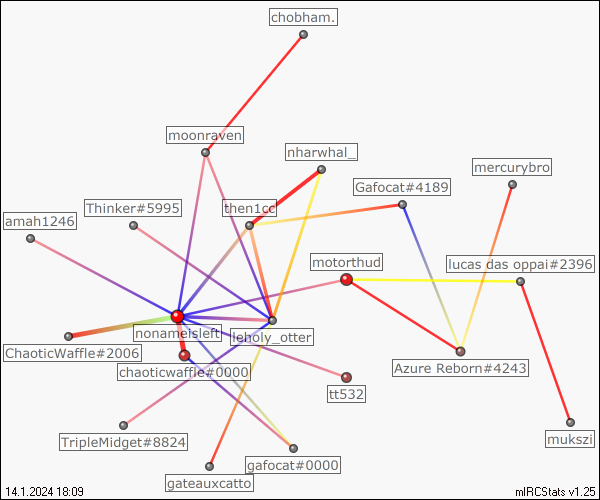 chobham.
moonraven
nharwhal_
mercurybro
Gafocat#4189
Thinker#5995
then1cc
amah1246
motorthud
lucas das oppai#2396
nonameisleft
leholy_otter
ChaoticWaffle#2006
chaoticwaffle#0000
Azure Reborn#4243
tt532
TripleMidget#8824
mukszi
gafocat#0000
gateauxcatto
14.1.2024 18:09
mIRCStats v1.25